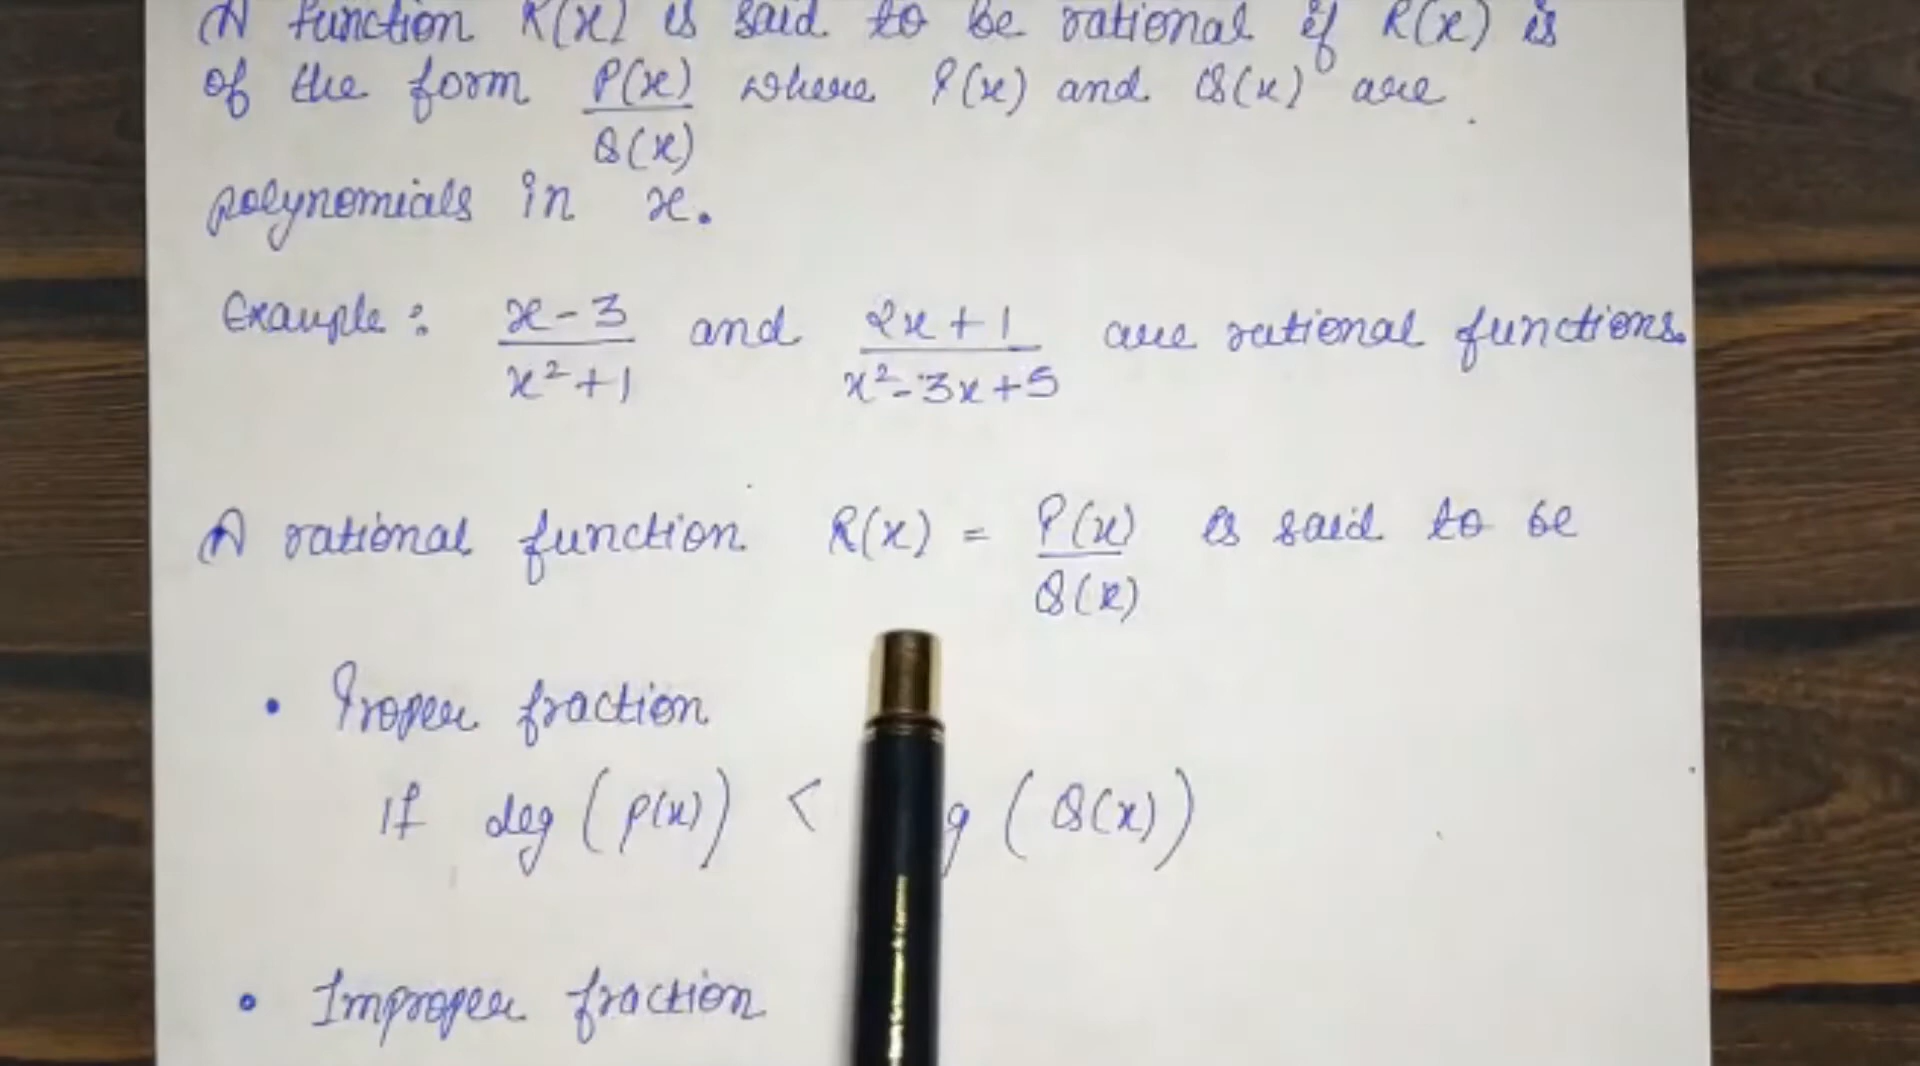 A function R(x) is said to be rational if R(x) is
of the form P(x)/Q(x) where P(x) and Q(x) are
polynomials in x.
Example: x-3/x²+1 and 2x+1/x²-3x+5 are rational functions.
A rational function R(x) = P(x)/Q(x) is said to be
• Proper fraction
If deg (P(x)) < g (Q(x))
• Improper fraction